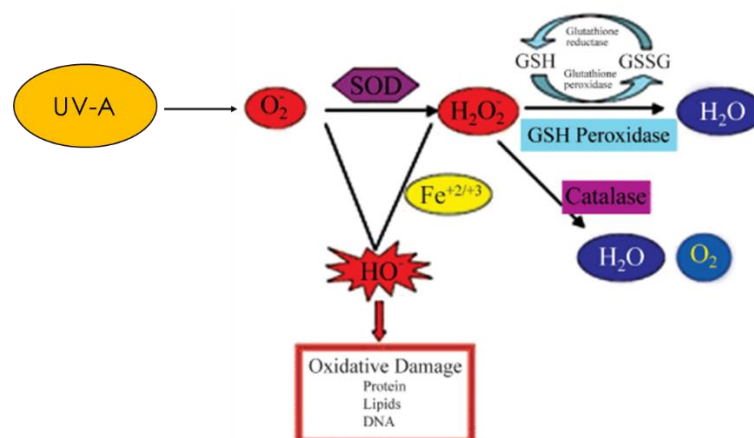 UV-A
O₂⁻
SOD
H₂O₂⁻
Glutathione
reductase
GSH
GSSG
Glutathione
peroxidase
H₂O
GSH Peroxidase
Fe⁺²/⁺³
Catalase
H₂O
O₂
HO⁻
Oxidative Damage
Protein
Lipids
DNA